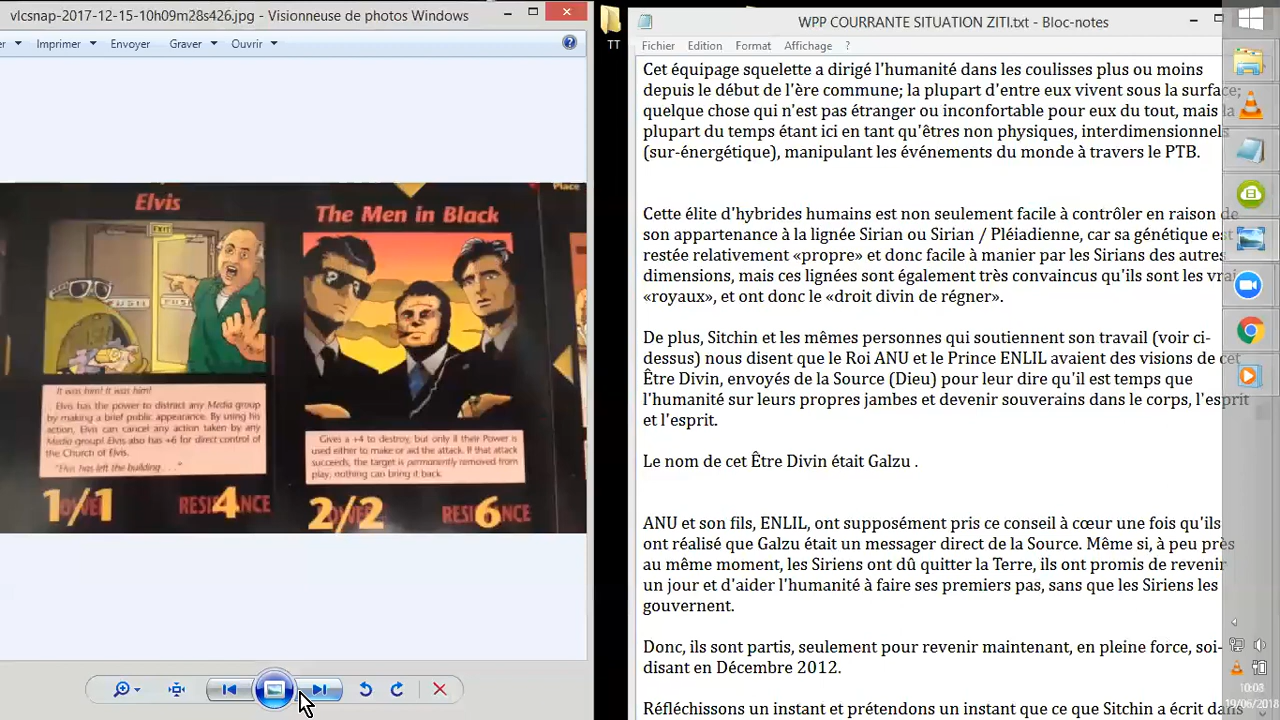 vlcsnap-2017-12-15-10h09m28s426.jpg - Visionneuse de photos Windows
Imprimer Envoyer Graver Ouvrir
Elvis
EXIT
PUSH PUSH
It was him! It was him!
Elvis has the power to distract any Media group
by making a brief public appearance. By using his
action, Elvis can cancel any action taken by any
Media group! Elvis also has +6 for direct control of
the Church of Elvis.
"Elvis has left the building . . ."
POWER 1/1 RESISTANCE 4
Place
The Men in Black
Gives a +4 to destroy, but only if their Power is
used either to make or aid the attack. If that attack
succeeds, the target is permanently removed from
play; nothing can bring it back.
POWER 2/2 RESISTANCE 6
TT
WPP COURRANTE SITUATION ZITI.txt - Bloc-notes
Fichier Edition Format Affichage ?
Cet équipage squelette a dirigé l'humanité dans les coulisses plus ou moins
depuis le début de l'ère commune; la plupart d'entre eux vivent sous la surface;
quelque chose qui n'est pas étranger ou inconfortable pour eux du tout, mais la
plupart du temps étant ici en tant qu'êtres non physiques, interdimensionnels
(sur-énergétique), manipulant les événements du monde à travers le PTB.
Cette élite d'hybrides humains est non seulement facile à contrôler en raison de
son appartenance à la lignée Sirian ou Sirian / Pléiadienne, car sa génétique est
restée relativement «propre» et donc facile à manier par les Sirians des autres
dimensions, mais ces lignées sont également très convaincus qu'ils sont les vrai
«royaux», et ont donc le «droit divin de régner».
De plus, Sitchin et les mêmes personnes qui soutiennent son travail (voir ci-
dessus) nous disent que le Roi ANU et le Prince ENLIL avaient des visions de cet
Être Divin, envoyés de la Source (Dieu) pour leur dire qu'il est temps que
l'humanité sur leurs propres jambes et devenir souverains dans le corps, l'esprit
et l'esprit.
Le nom de cet Être Divin était Galzu .
ANU et son fils, ENLIL, ont supposément pris ce conseil à cœur une fois qu'ils
ont réalisé que Galzu était un messager direct de la Source. Même si, à peu près
au même moment, les Siriens ont dû quitter la Terre, ils ont promis de revenir
un jour et d'aider l'humanité à faire ses premiers pas, sans que les Siriens les
gouvernent.
Donc, ils sont partis, seulement pour revenir maintenant, en pleine force, soi-
disant en Décembre 2012.
Réfléchissons un instant et prétendons un instant que ce que Sitchin a écrit dans
10:08
19/06/2018